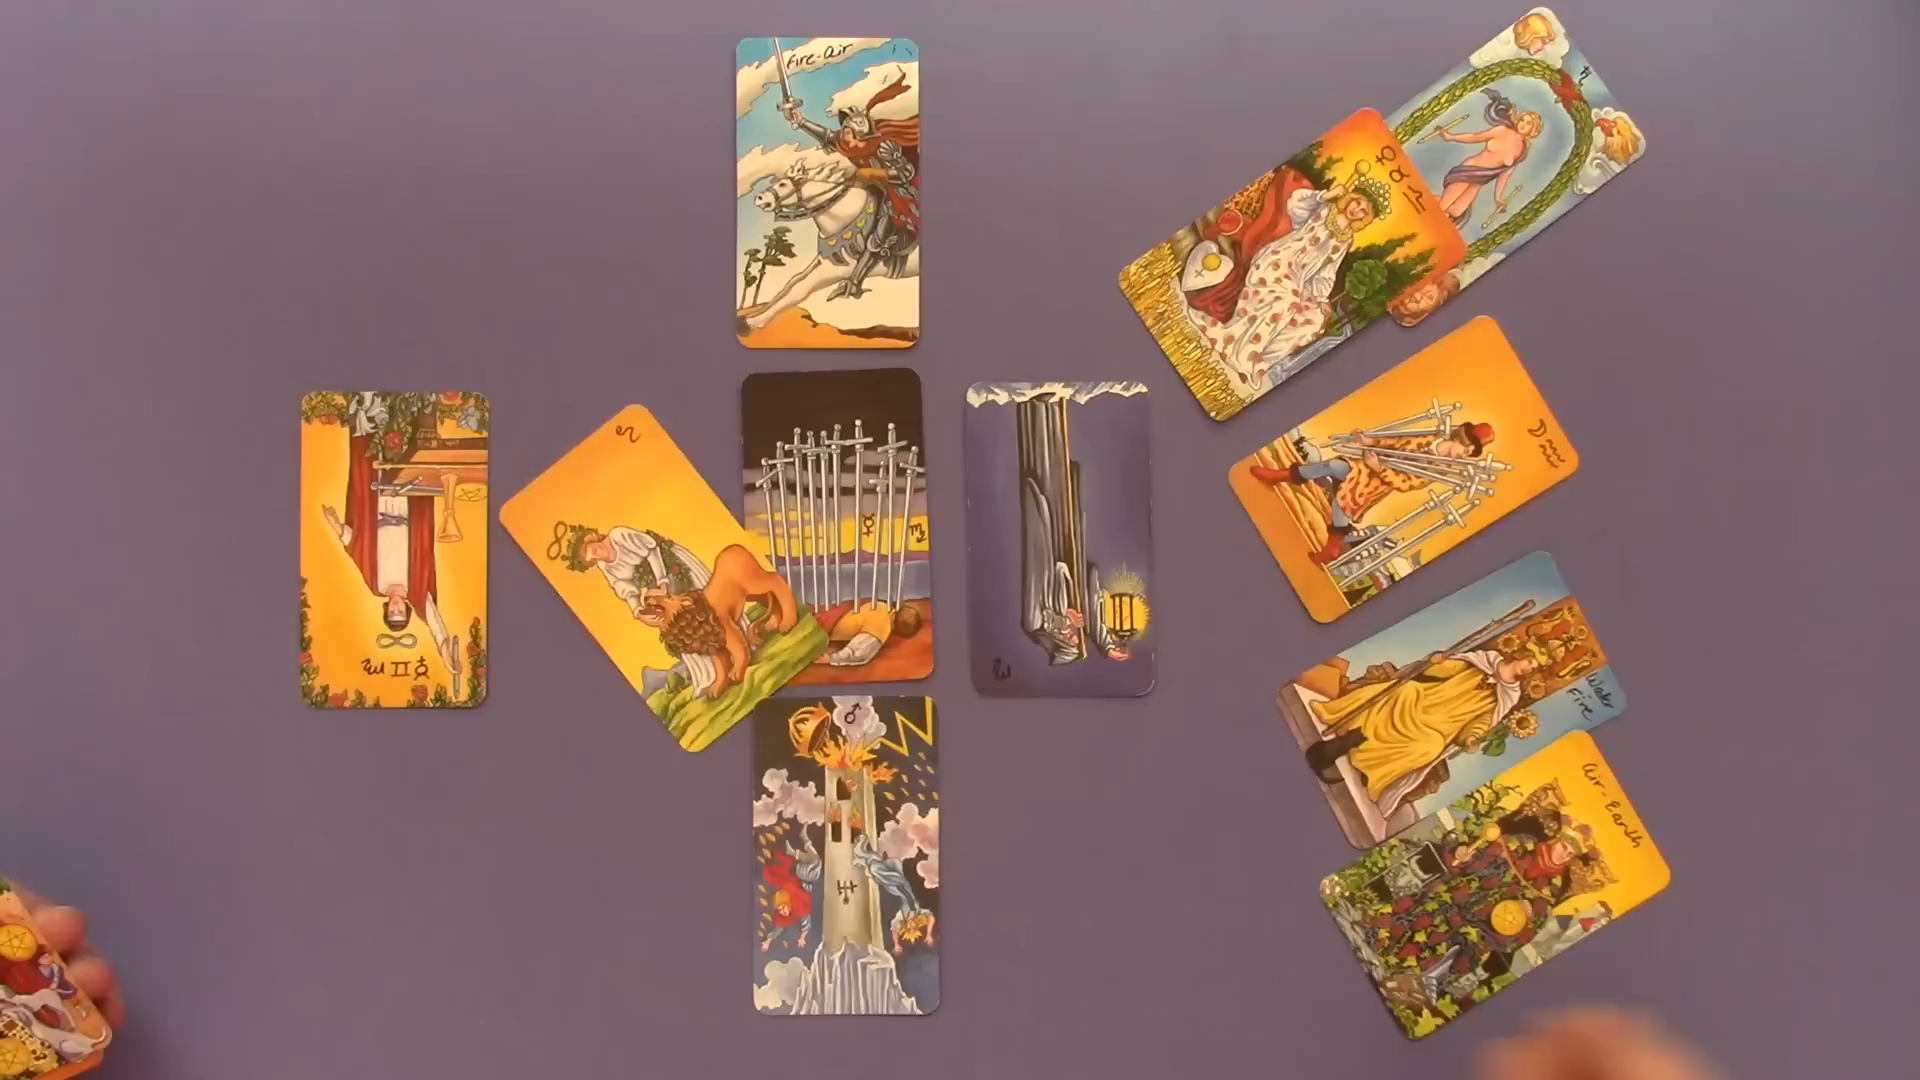 Fire-air
♄
♀ ♉ ♎
☿ ♊ ♍
♌
☿
♂
♅
♍
☽ ♒
Water
Fire
air-Earth